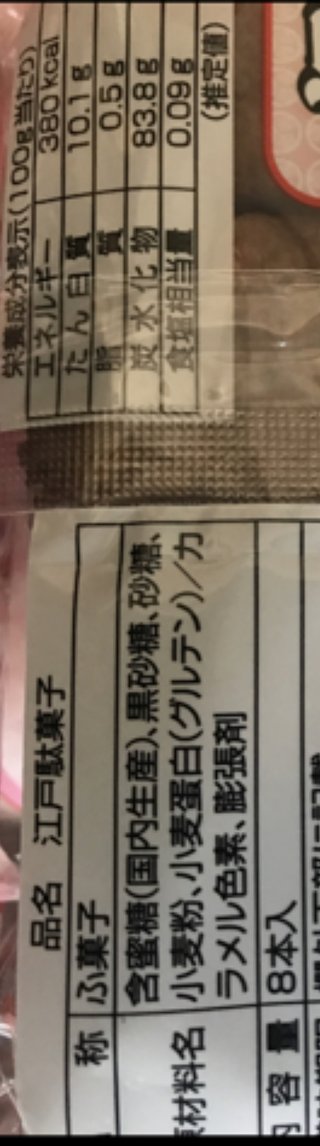 栄養成分表示(100g当たり)
エネルギー 380kcal
たん白質 10.1g
脂質 0.5g
炭水化物 83.8g
食塩相当量 0.09g
(推定値)
品名 江戸駄菓子
称 ふ菓子
材料名 含蜜糖(国内生産)、黒砂糖、砂糖、
小麦粉、小麦蛋白(グルテン)/カ
ラメル色素、膨張剤
内容量 8本入